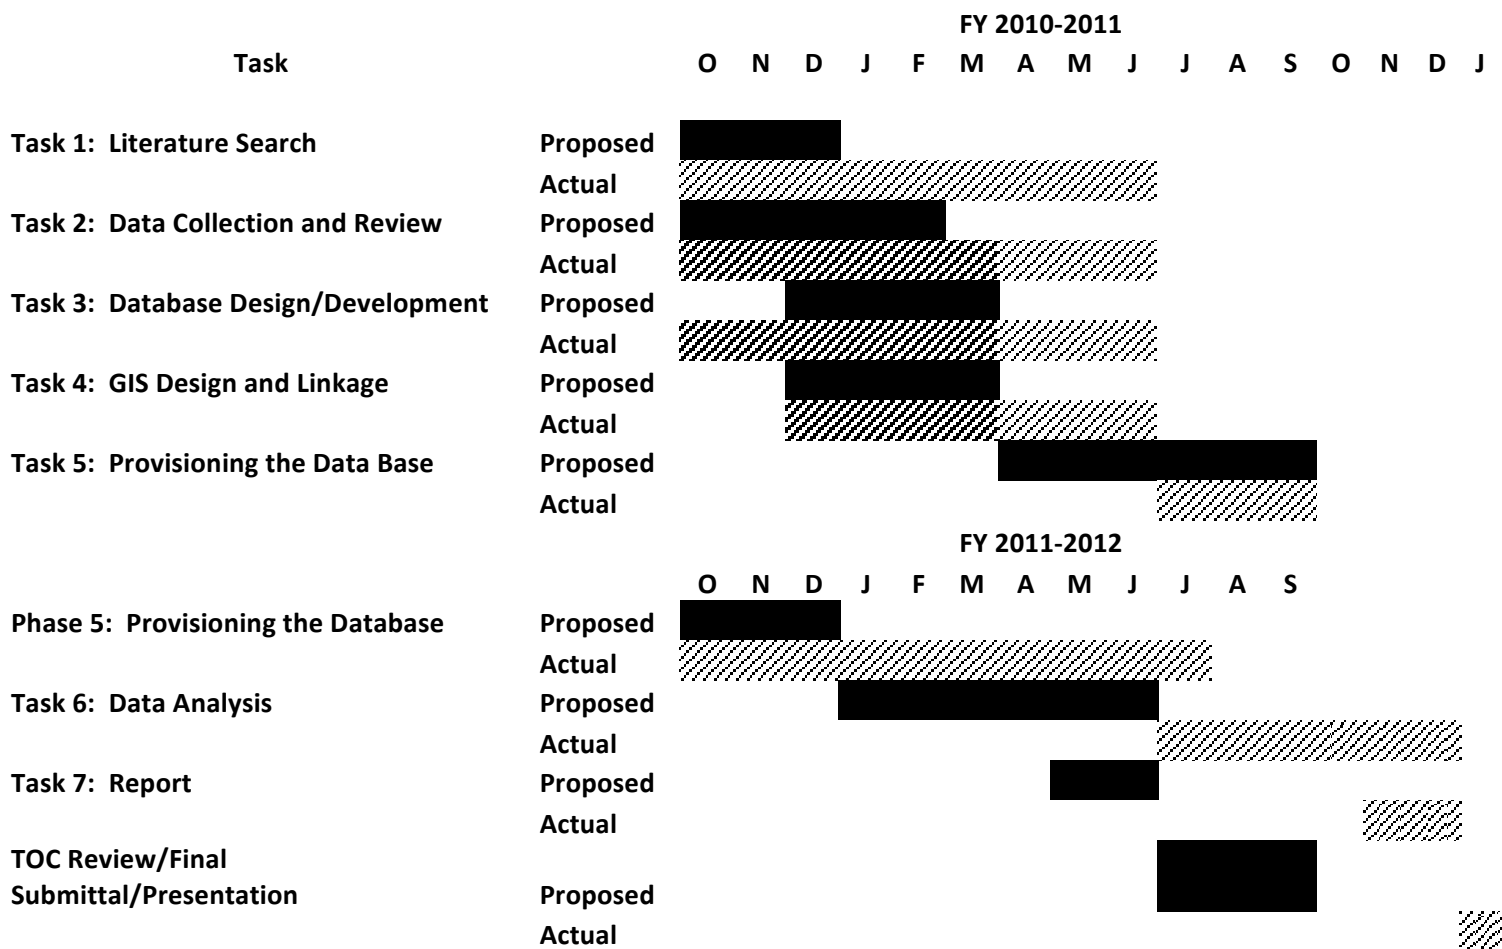 FY 2010-2011
Task O N D J F M A M J J A S O N D J
Task 1: Literature Search Proposed
Actual
Task 2: Data Collection and Review Proposed
Actual
Task 3: Database Design/Development Proposed
Actual
Task 4: GIS Design and Linkage Proposed
Actual
Task 5: Provisioning the Data Base Proposed
Actual
FY 2011-2012
O N D J F M A M J J A S
Phase 5: Provisioning the Database Proposed
Actual
Task 6: Data Analysis Proposed
Actual
Task 7: Report Proposed
Actual
TOC Review/Final
Submittal/Presentation Proposed
Actual